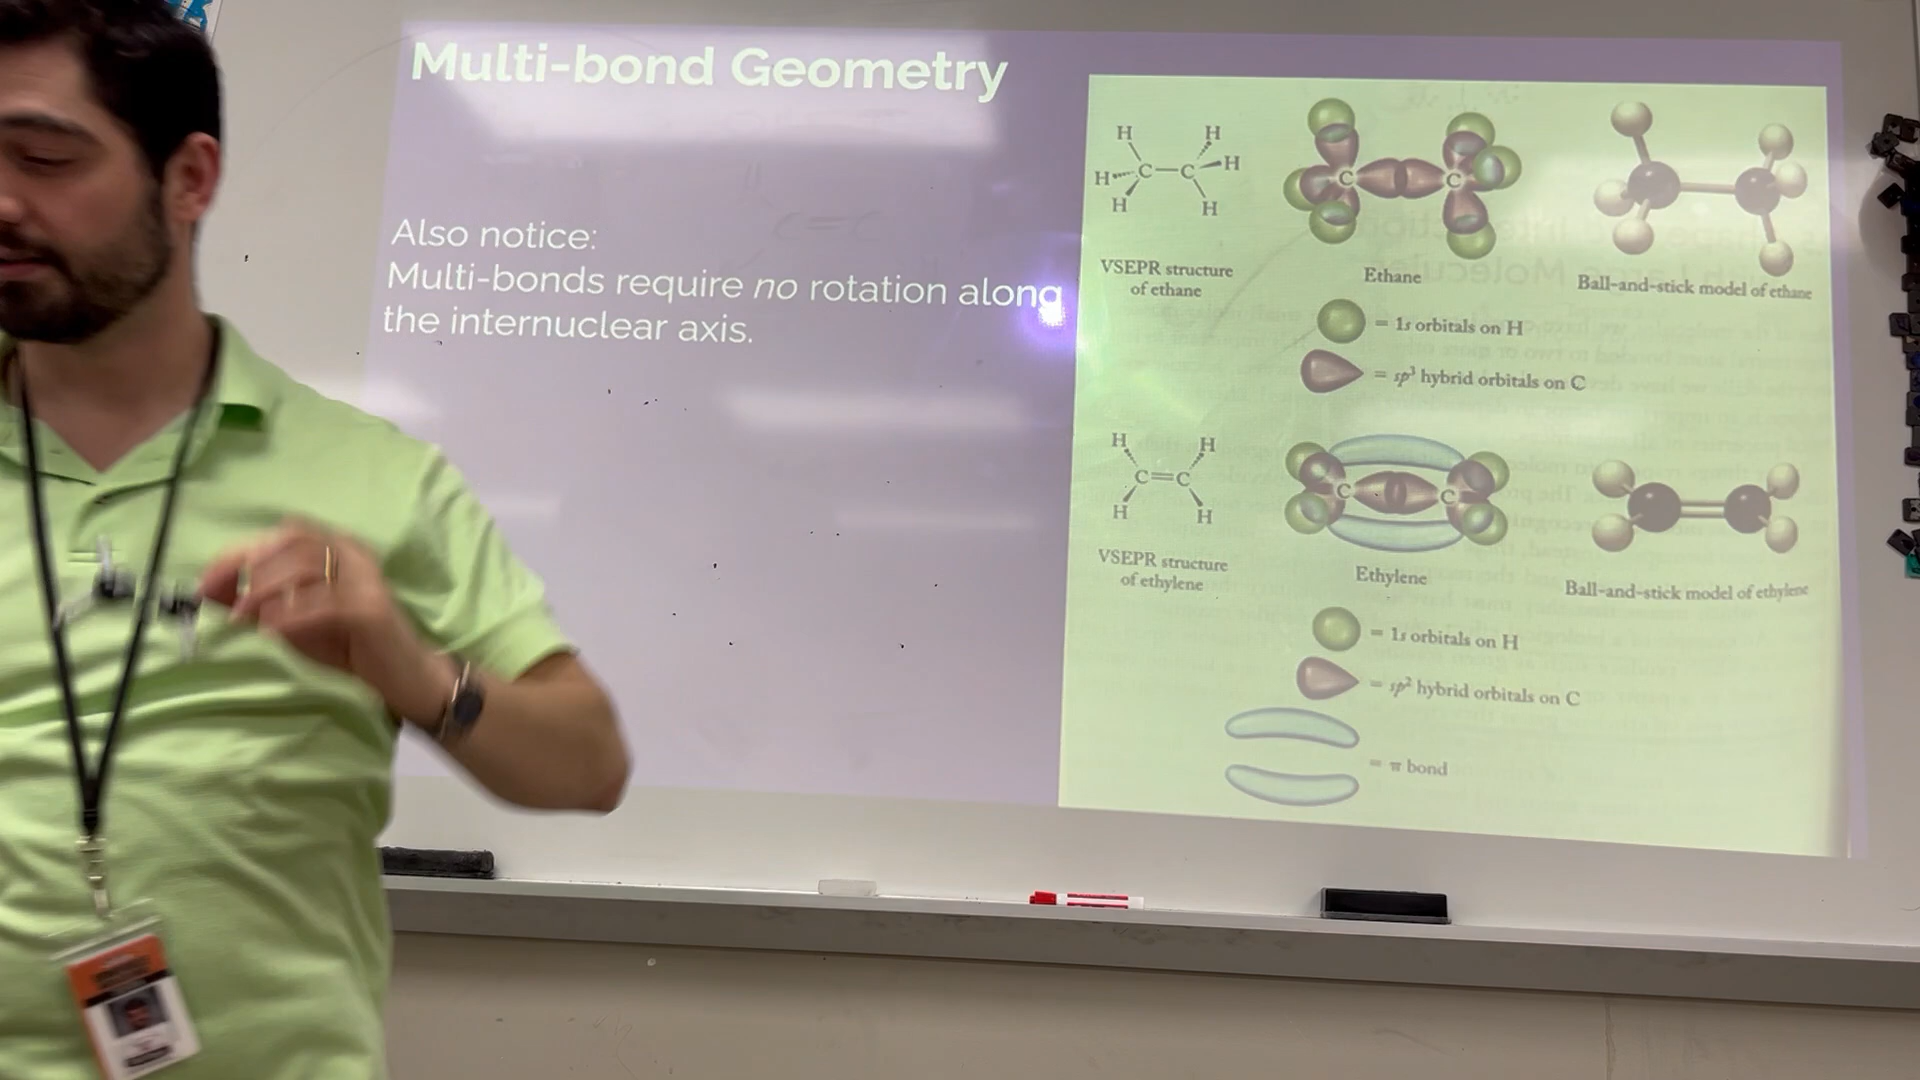 Multi-bond Geometry
Also notice:
Multi-bonds require no rotation along
the internuclear axis.
H
H
H
C
C
H
H
H
VSEPR structure
of ethane
C
C
Ethane
Ball-and-stick model of ethane
= 1s orbitals on H
= sp³ hybrid orbitals on C
H
H
C=C
H
H
VSEPR structure
of ethylene
C
C
Ethylene
Ball-and-stick model of ethylene
= 1s orbitals on H
= sp² hybrid orbitals on C
= π bond